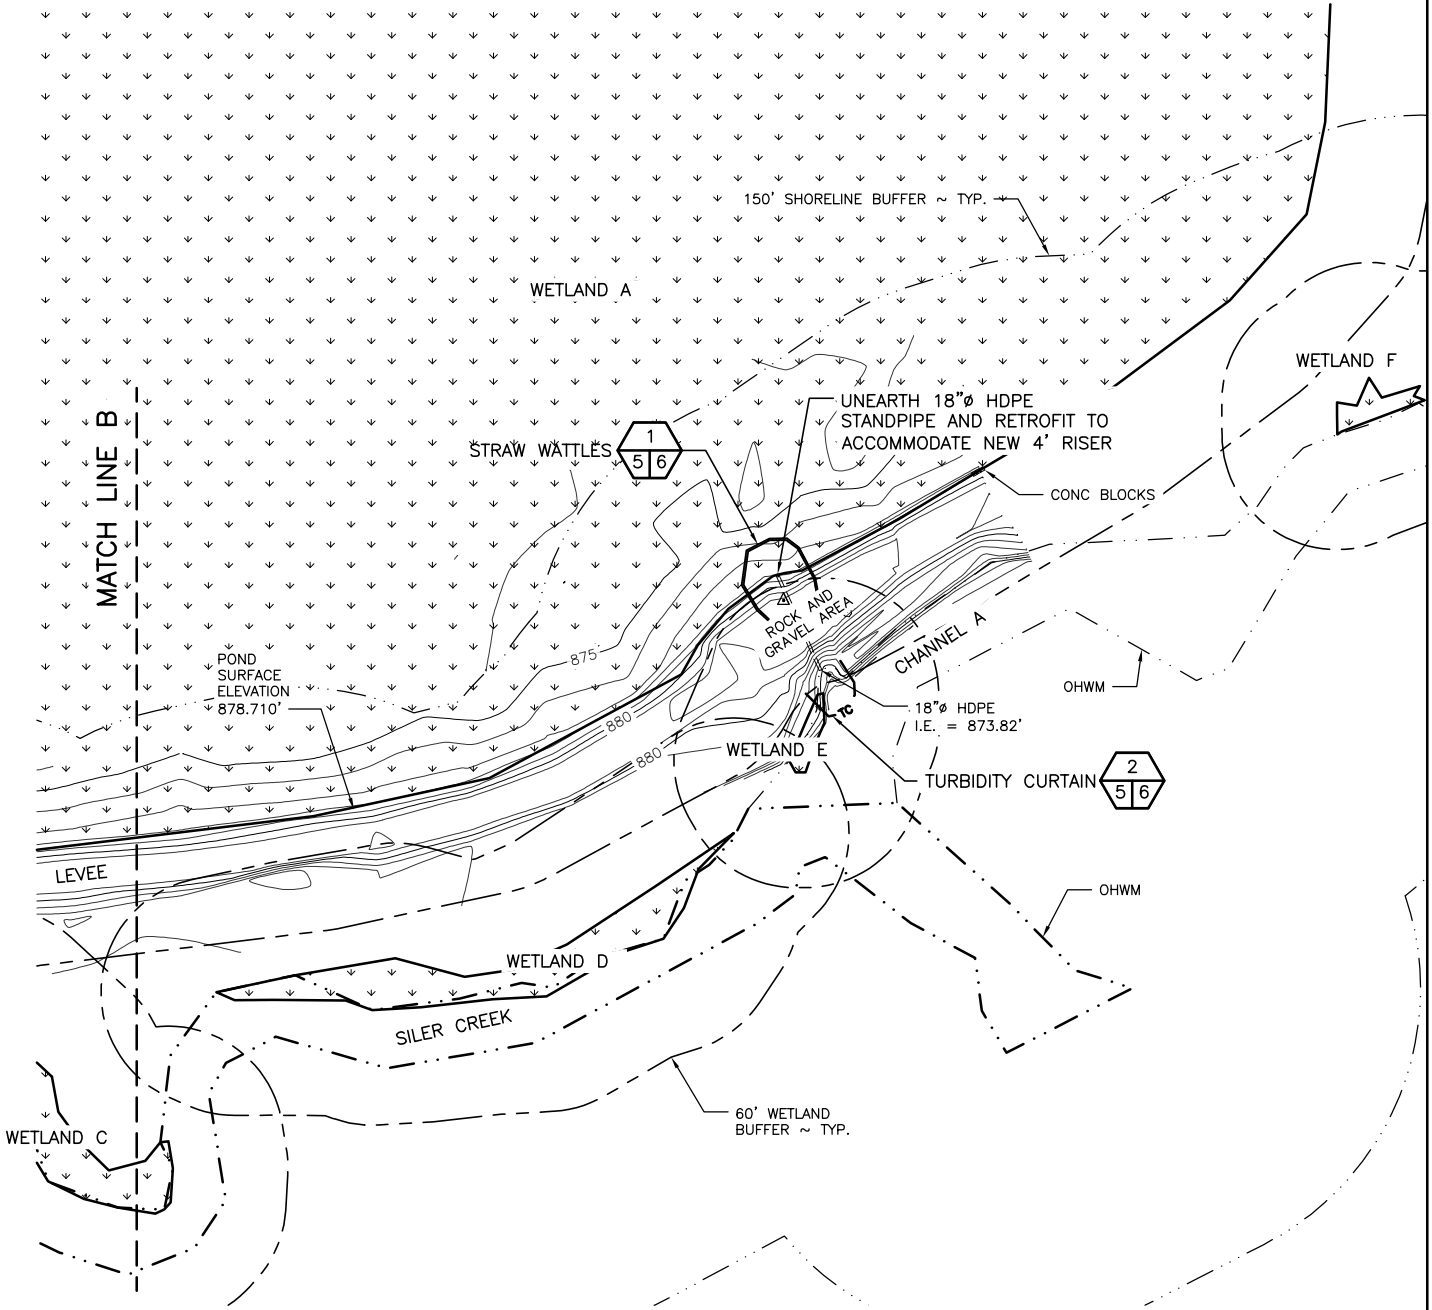 150' SHORELINE BUFFER ~ TYP.
WETLAND A
WETLAND F
UNEARTH 18"ø HDPE
STANDPIPE AND RETROFIT TO
ACCOMMODATE NEW 4' RISER
STRAW WATTLES
1
5 6
CONC BLOCKS
MATCH LINE B
ROCK AND
GRAVEL AREA
CHANNEL A
875
POND
SURFACE
ELEVATION
878.710'
OHWM
18"ø HDPE
I.E. = 873.82'
TC
880
880
WETLAND E
TURBIDITY CURTAIN
2
5 6
LEVEE
OHWM
WETLAND D
SILER CREEK
60' WETLAND
BUFFER ~ TYP.
WETLAND C